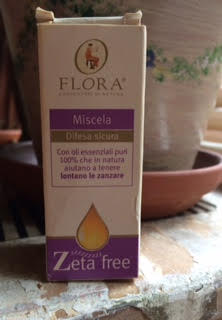 FLORA®
Miscela
Difesa sicura
Con oli essenziali puri
100% che in natura
aiutano a tenere
lontano le zanzare
Zeta free